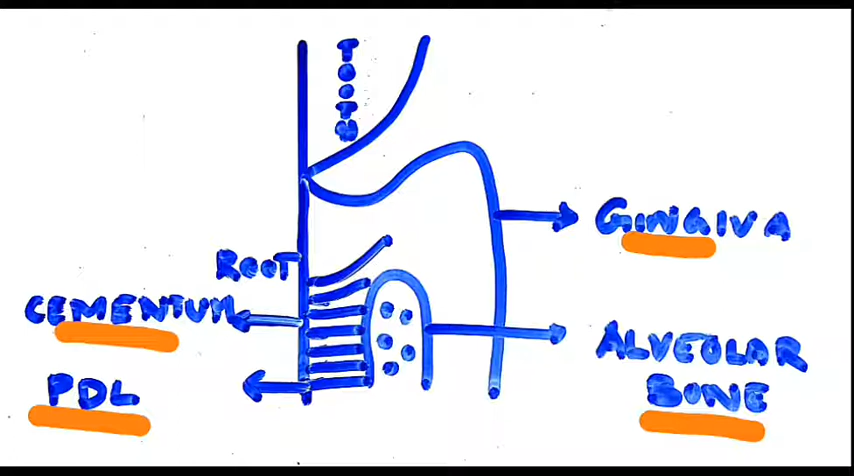 TOOTH
GINGIVA
ROOT
CEMENTUM
ALVEOLAR
BONE
PDL